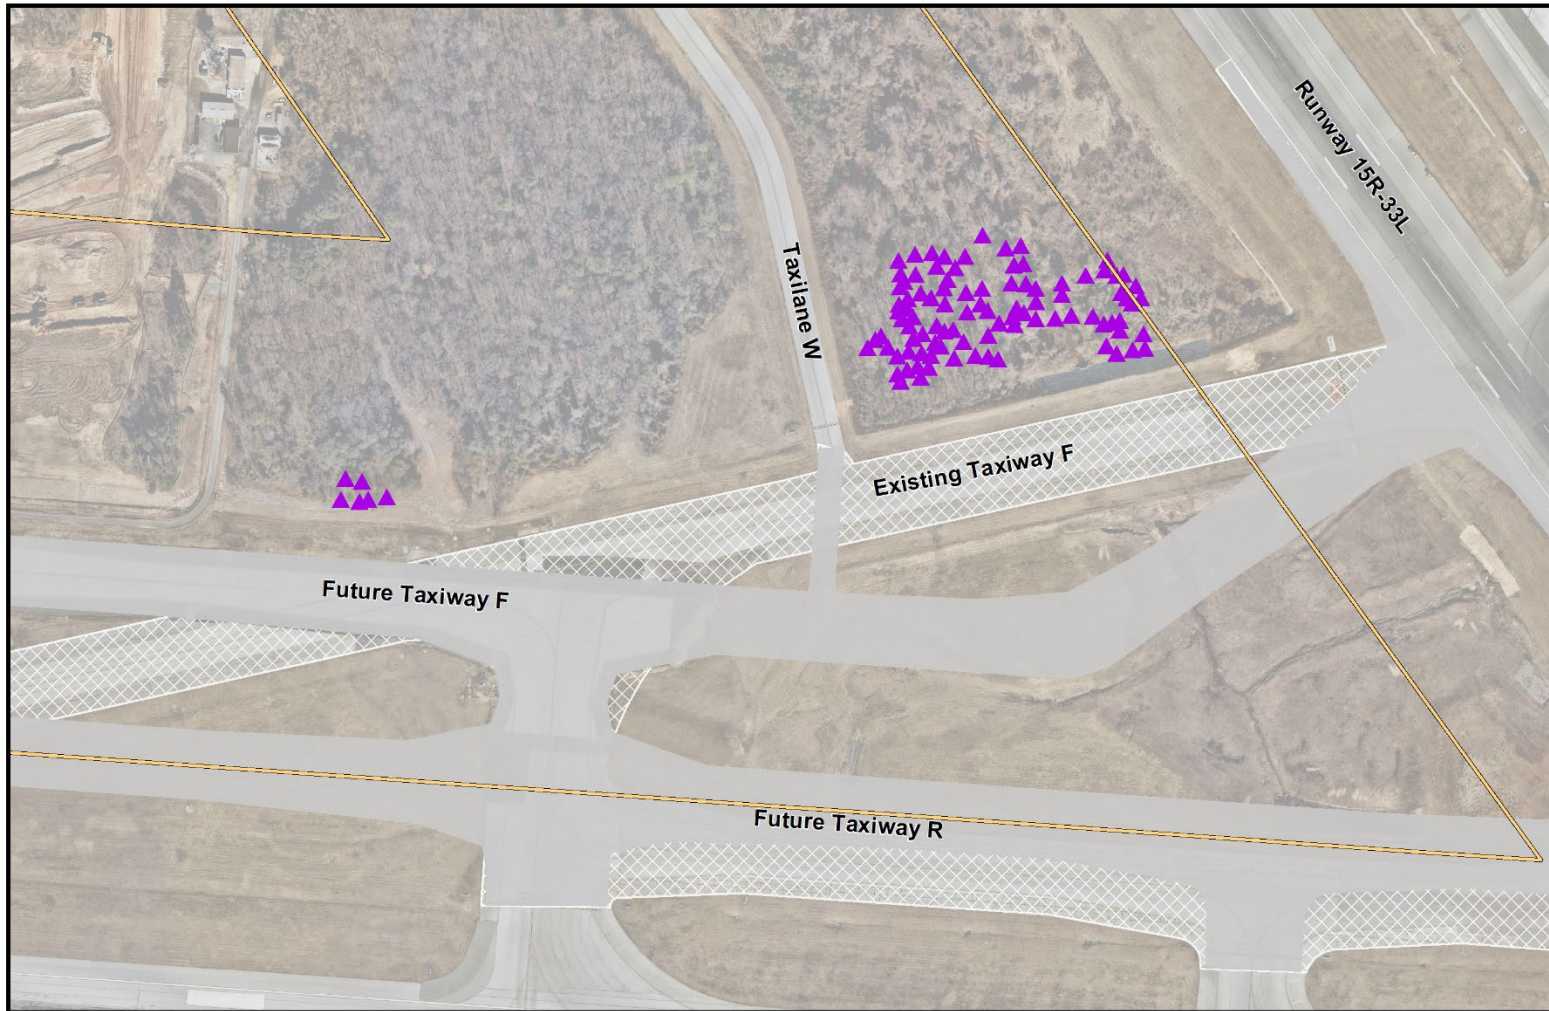 Runway 15R-33L
Taxilane W
Existing Taxiway F
Future Taxiway F
Future Taxiway R